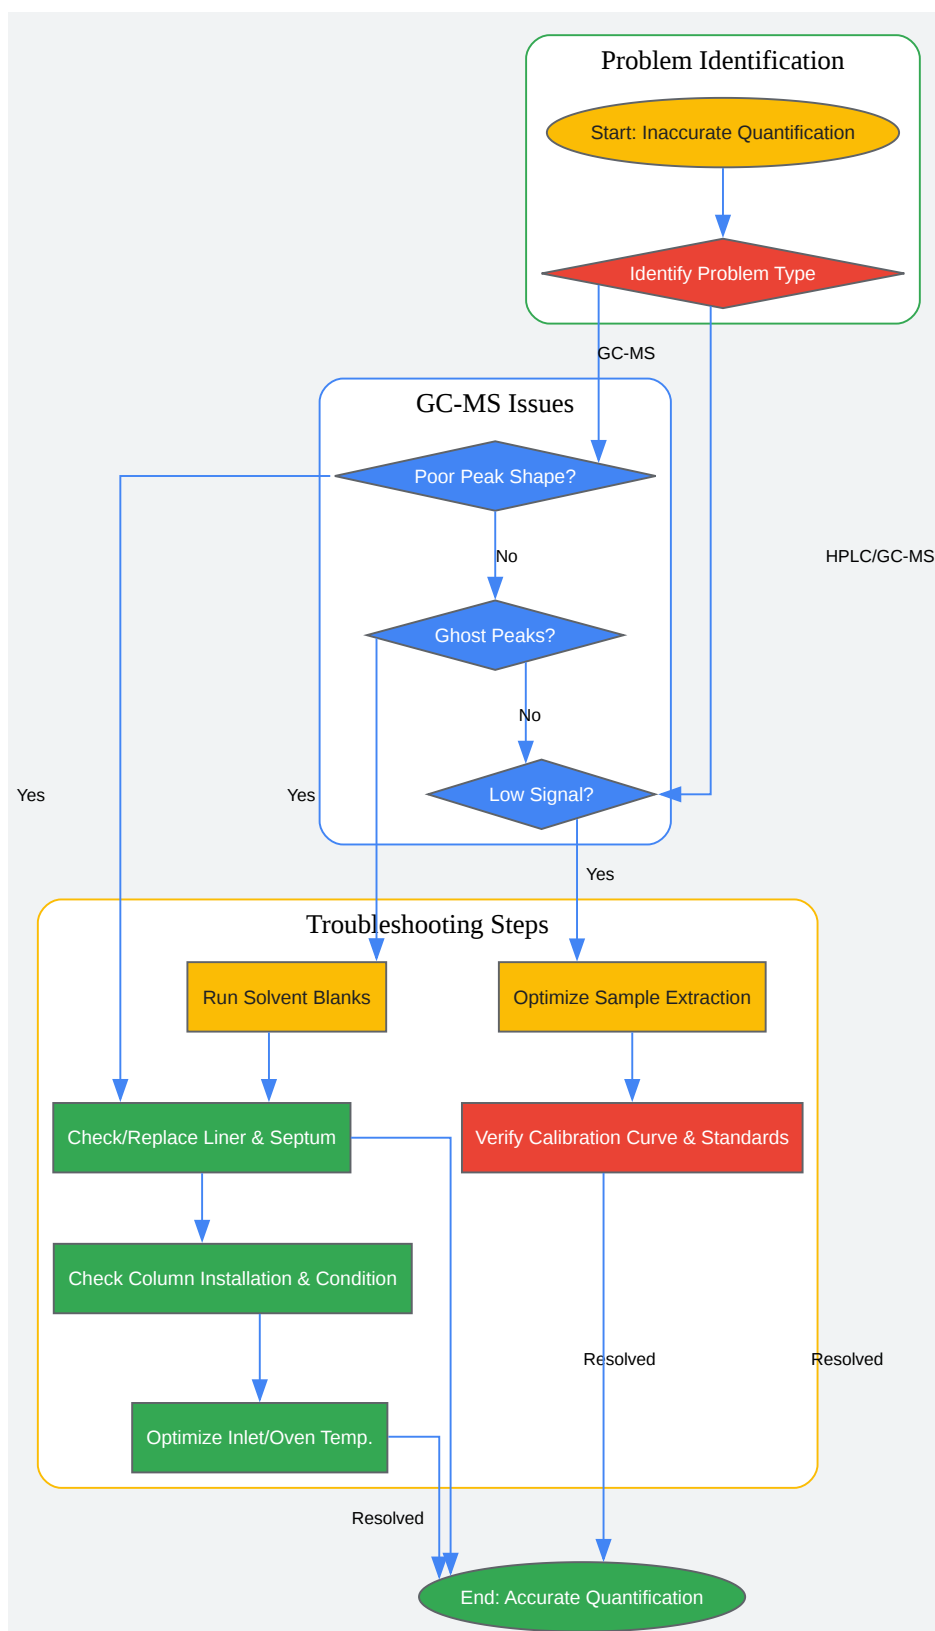 Problem Identification
Start: Inaccurate Quantification
Identify Problem Type
GC-MS
GC-MS Issues
Poor Peak Shape?
No
HPLC/GC-MS
Ghost Peaks?
No
Yes
Yes
Low Signal?
Yes
Troubleshooting Steps
Run Solvent Blanks
Optimize Sample Extraction
Check/Replace Liner & Septum
Verify Calibration Curve & Standards
Check Column Installation & Condition
Resolved
Resolved
Optimize Inlet/Oven Temp.
Resolved
End: Accurate Quantification